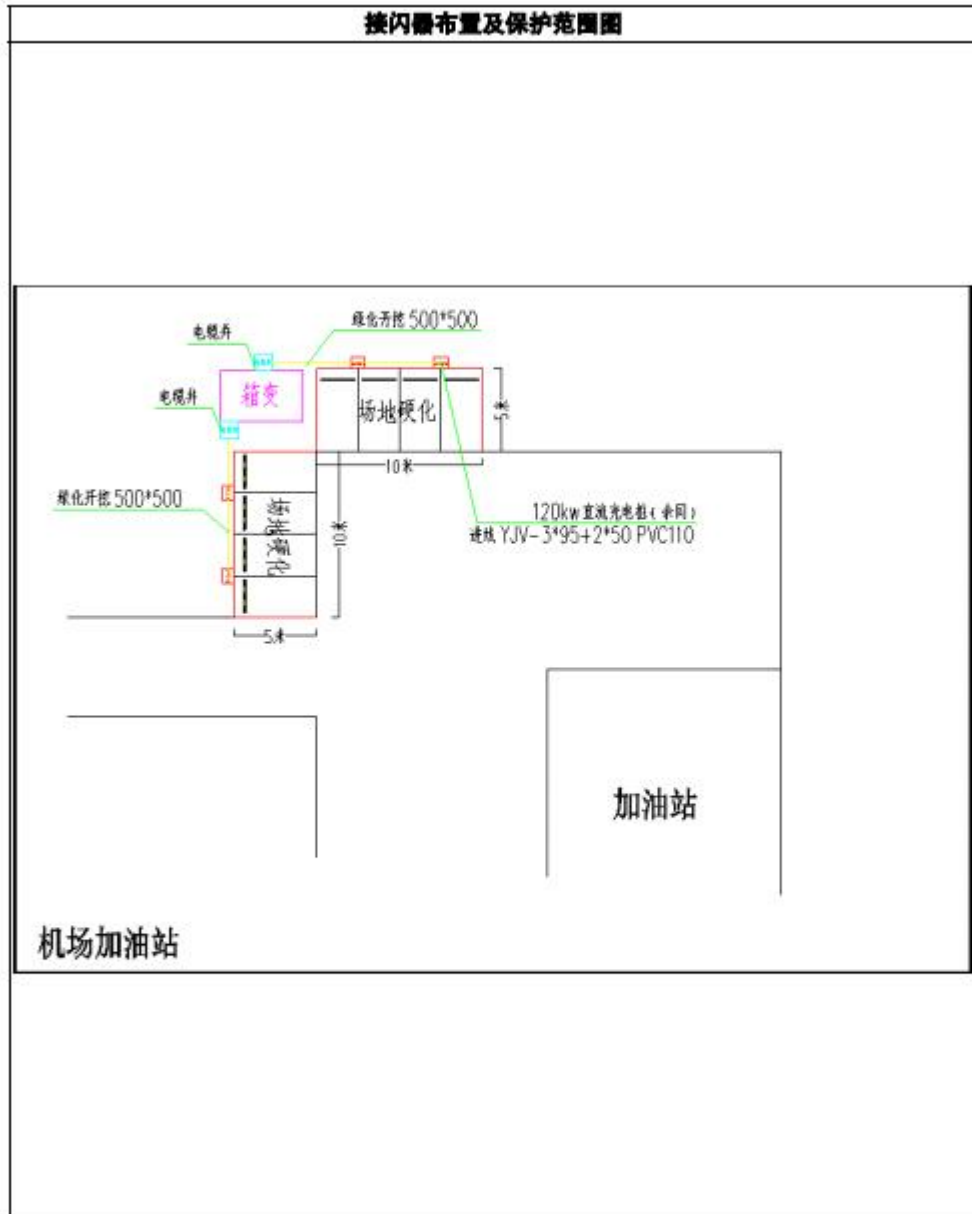 接闪器布置及保护范围图
电缆井
绿化开挖 500*500
箱变
电缆井
场地硬化
5米
10米
绿化开挖 500*500
场地硬化
10米
120kw直流充电桩(余同)
进线 YJV-3*95+2*50 PVC110
5米
加油站
机场加油站